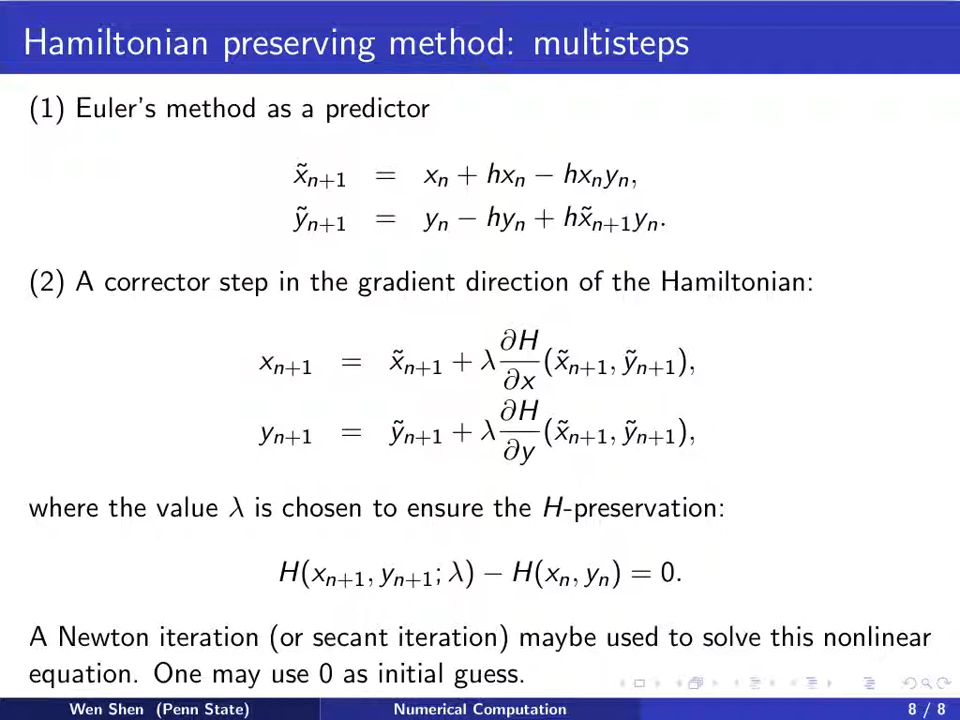 Hamiltonian preserving method: multisteps
(1) Euler's method as a predictor
x̃ₙ₊₁ = xₙ + hxₙ − hxₙyₙ,
ỹₙ₊₁ = yₙ − hyₙ + hx̃ₙ₊₁yₙ.
(2) A corrector step in the gradient direction of the Hamiltonian:
xₙ₊₁ = x̃ₙ₊₁ + λ ∂H/∂x (x̃ₙ₊₁, ỹₙ₊₁),
yₙ₊₁ = ỹₙ₊₁ + λ ∂H/∂y (x̃ₙ₊₁, ỹₙ₊₁),
where the value λ is chosen to ensure the H-preservation:
H(xₙ₊₁, yₙ₊₁; λ) − H(xₙ, yₙ) = 0.
A Newton iteration (or secant iteration) maybe used to solve this nonlinear
equation. One may use 0 as initial guess.
Wen Shen (Penn State) Numerical Computation 8 / 8